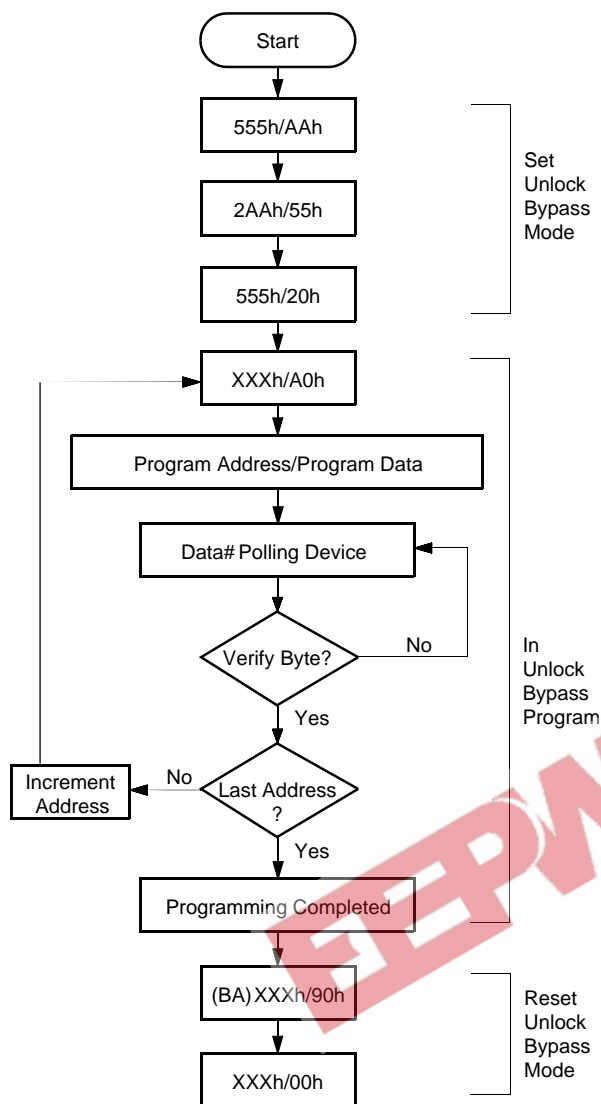 Start
555h/AAh
2AAh/55h
555h/20h
Set
Unlock
Bypass
Mode
XXXh/A0h
Program Address/Program Data
Data# Polling Device
Verify Byte?
No
Yes
In
Unlock
Bypass
Program
Increment
Address
No
Last Address
?
Yes
Programming Completed
(BA) XXXh/90h
XXXh/00h
Reset
Unlock
Bypass
Mode
EEPW